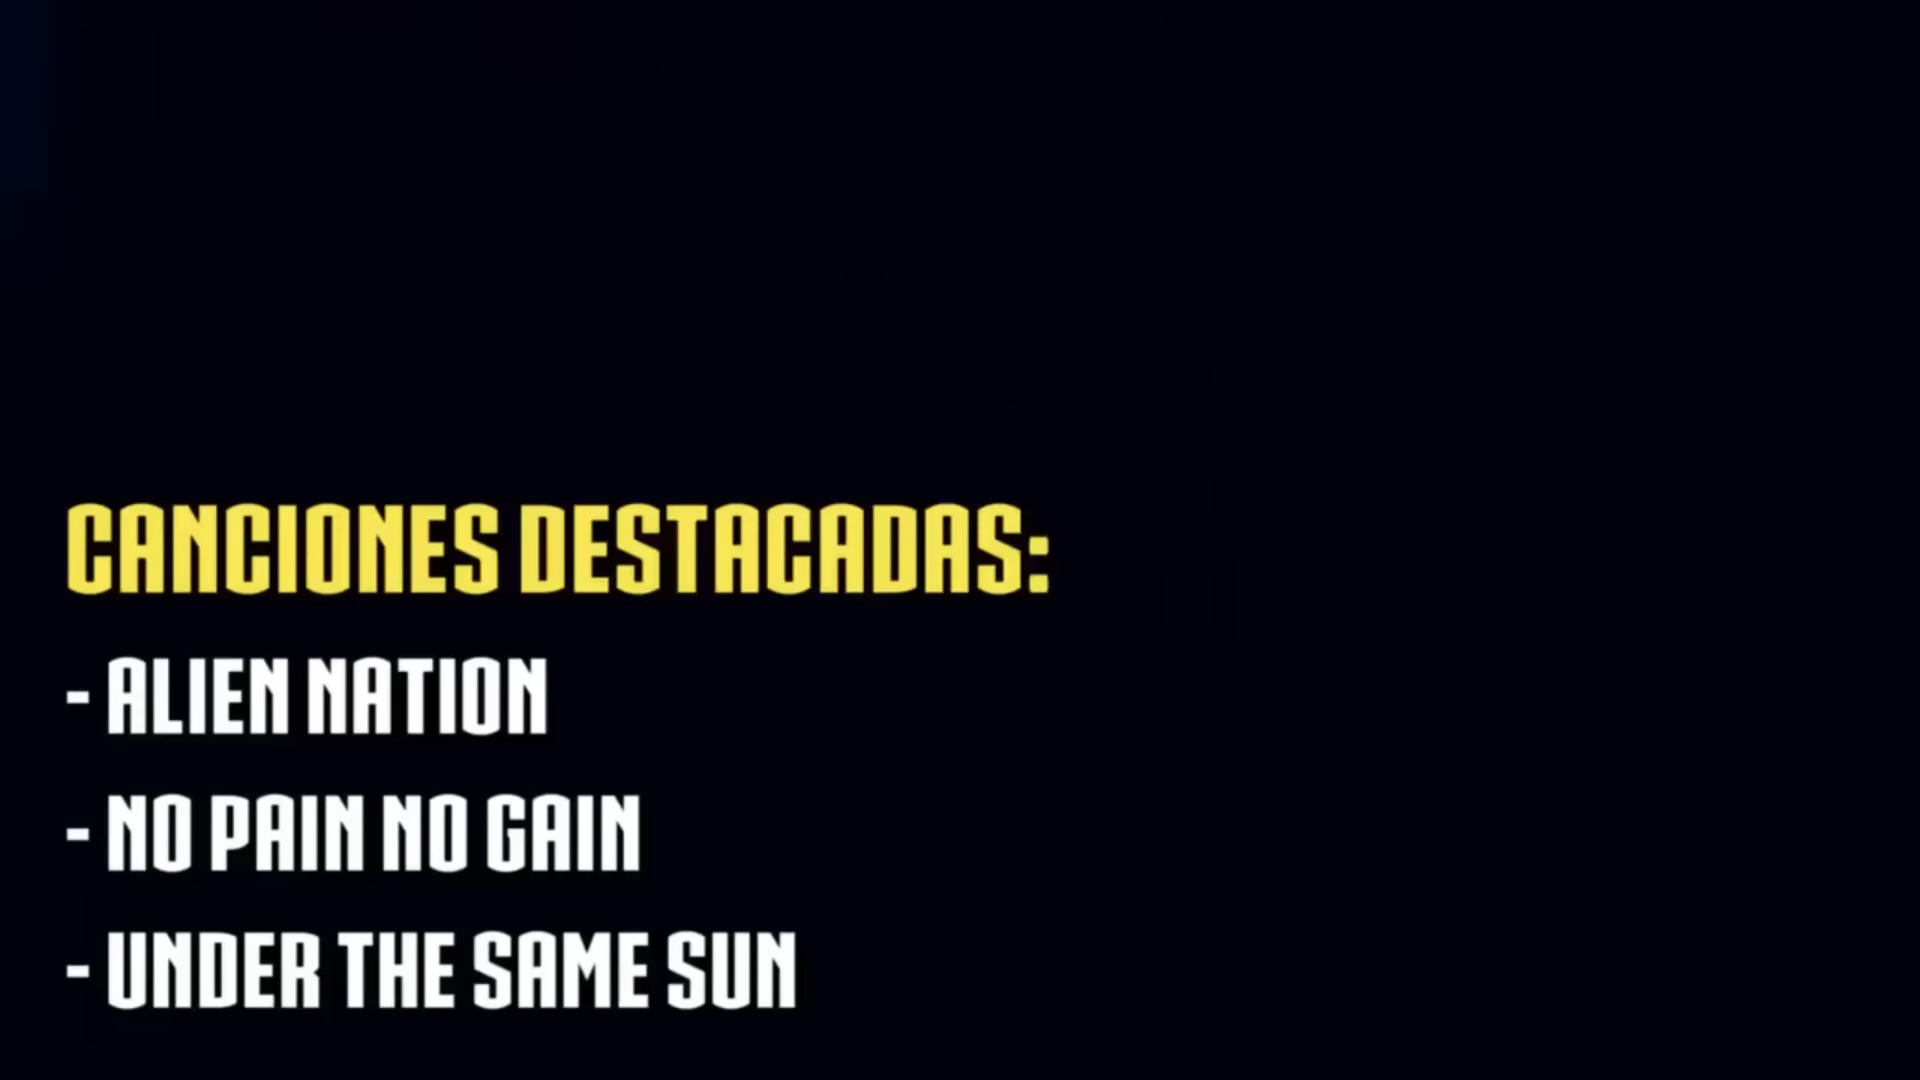 CANCIONES DESTACADAS:
- ALIEN NATION
- NO PAIN NO GAIN
- UNDER THE SAME SUN